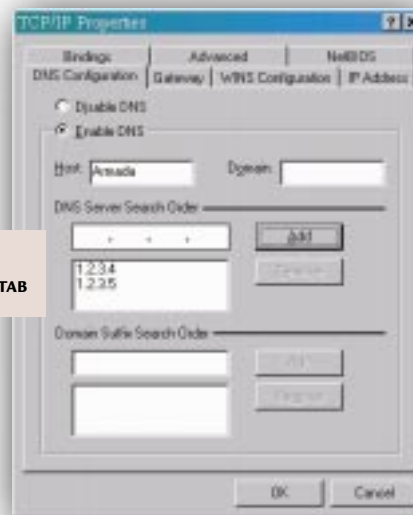 TCP/IP Properties
? X
Bindings Advanced NetBIOS
DNS Configuration Gateway WINS Configuration IP Address
Disable DNS
Enable DNS
Host: Armada Domain:
DNS Server Search Order
Add
1.2.3.4
1.2.3.5
Remove
TAB
Domain Suffix Search Order
Add
Remove
OK Cancel